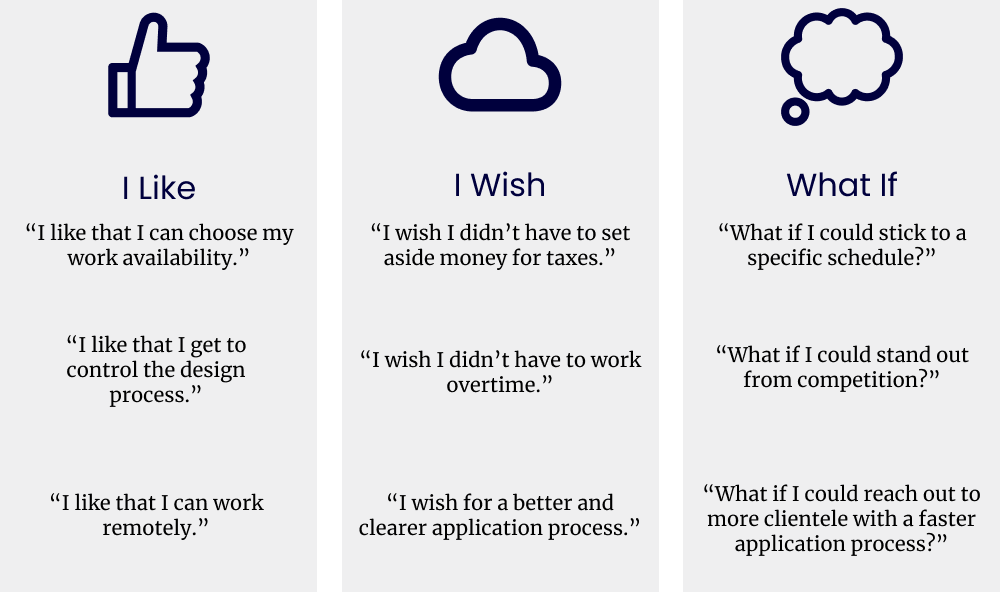 I Like
“I like that I can choose my
work availability.”
“I like that I get to
control the design
process.”
“I like that I can work
remotely.”
I Wish
“I wish I didn’t have to set
aside money for taxes.”
“I wish I didn’t have to work
overtime.”
“I wish for a better and
clearer application process.”
What If
“What if I could stick to a
specific schedule?”
“What if I could stand out
from competition?”
“What if I could reach out to
more clientele with a faster
application process?”